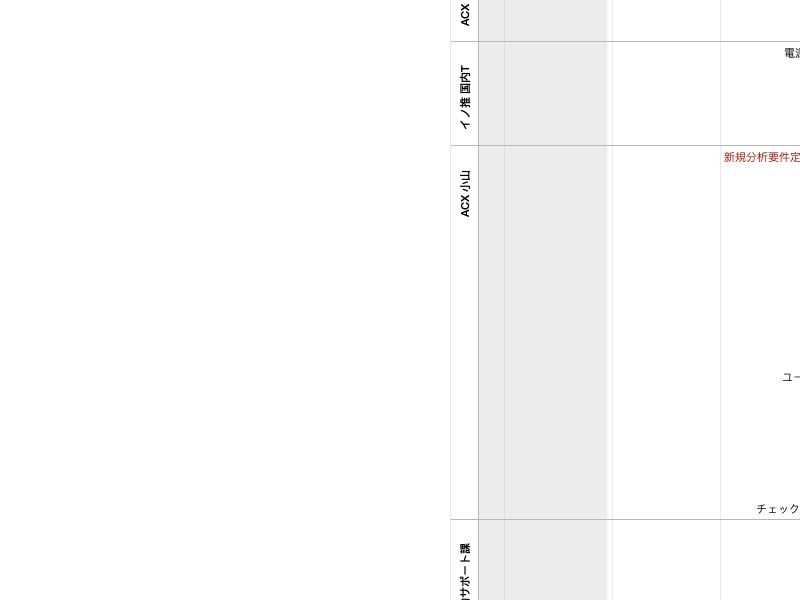 ACX
イノ推 国内T
電
ACX 小山
新規分析要件定
ユー
チェック
サポート課